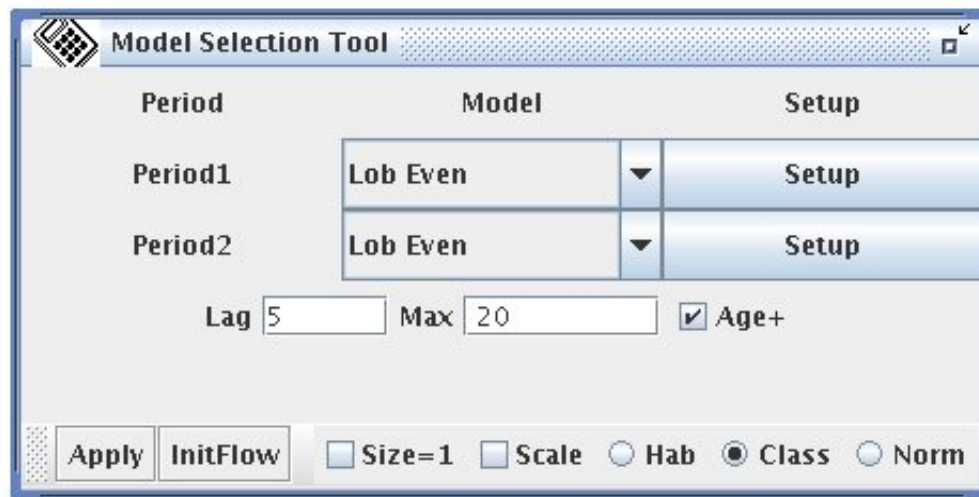 Model Selection Tool
Period Model Setup
Period1 Lob Even Setup
Period2 Lob Even Setup
Lag 5 Max 20 Age+
Apply InitFlow Size=1 Scale Hab Class Norm